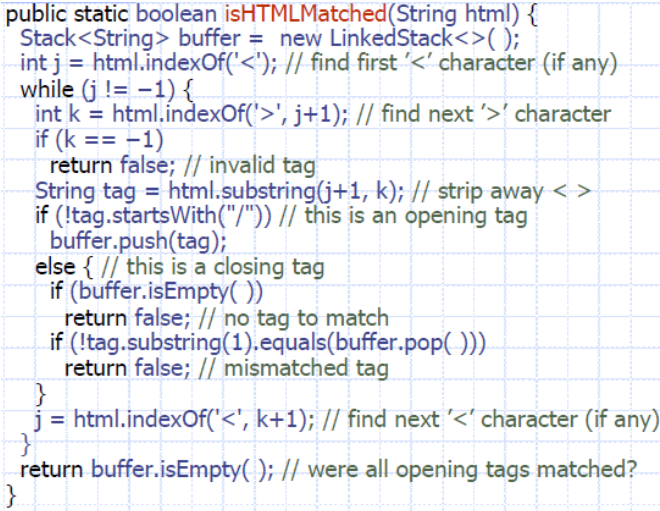 public static boolean isHTMLMatched(String html) {
Stack<String> buffer = new LinkedStack<>( );
int j = html.indexOf('<'); // find first ’<’ character (if any)
while (j != −1) {
int k = html.indexOf('>', j+1); // find next ’>’ character
if (k == −1)
return false; // invalid tag
String tag = html.substring(j+1, k); // strip away < >
if (!tag.startsWith("/")) // this is an opening tag
buffer.push(tag);
else { // this is a closing tag
if (buffer.isEmpty( ))
return false; // no tag to match
if (!tag.substring(1).equals(buffer.pop( )))
return false; // mismatched tag
}
j = html.indexOf('<', k+1); // find next ’<’ character (if any)
}
return buffer.isEmpty( ); // were all opening tags matched?
}